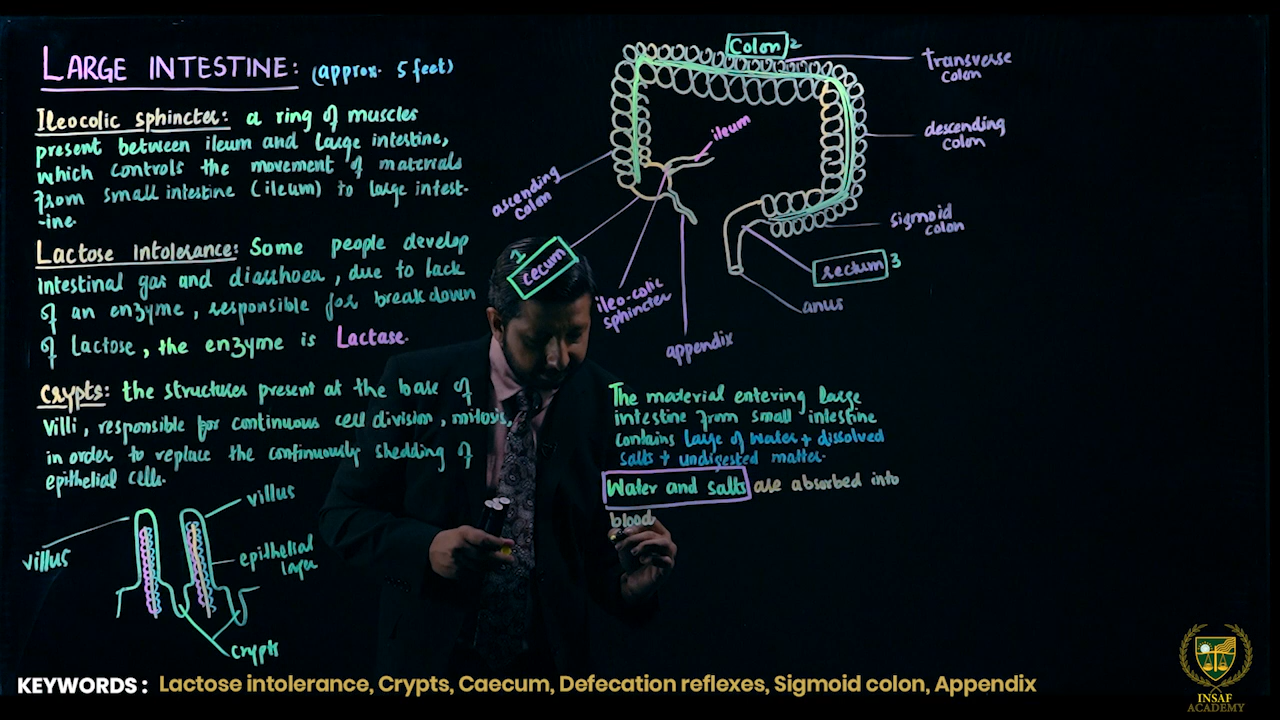 LARGE INTESTINE: (approx. 5 feet)
Ileocolic sphincter: a ring of muscles
present between ileum and large intestine,
which controls the movement of materials
from small intestine (ileum) to large intest-
-ine.
Lactose intolerance: Some people develop
intestinal gas and diarrhoea, due to lack
of an enzyme, responsible for breakdown
of Lactose, the enzyme is Lactase.
Crypts: the structures present at the base of
villi, responsible for continuous cell division, mitosis,
in order to replace the continously shedding of
epithelial cells.
villus
villus
epithelial
layer
crypts
Colon 2
transverse
colon
descending
colon
sigmoid
colon
rectum 3
anus
ileum
ascending
colon
1
cecum
ileo-colic
sphincter
appendix
The material entering large
intestine from small intestine
contains large of water + dissolved
salts + undigested matter.
Water and salts are absorbed into
blood
KEYWORDS : Lactose intolerance, Crypts, Caecum, Defecation reflexes, Sigmoid colon, Appendix
INSAF
ACADEMY